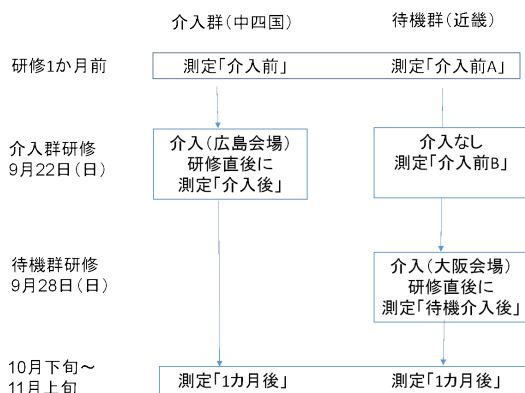 介入群（中四国）　待機群（近畿）
研修1か月前　測定「介入前」　測定「介入前A」
介入群研修
9月22日（日）
介入（広島会場）
研修直後に
測定「介入後」
介入なし
測定「介入前B」
待機群研修
9月28日（日）
介入（大阪会場）
研修直後に
測定「待機介入後」
10月下旬～
11月上旬
測定「1カ月後」　測定「1カ月後」